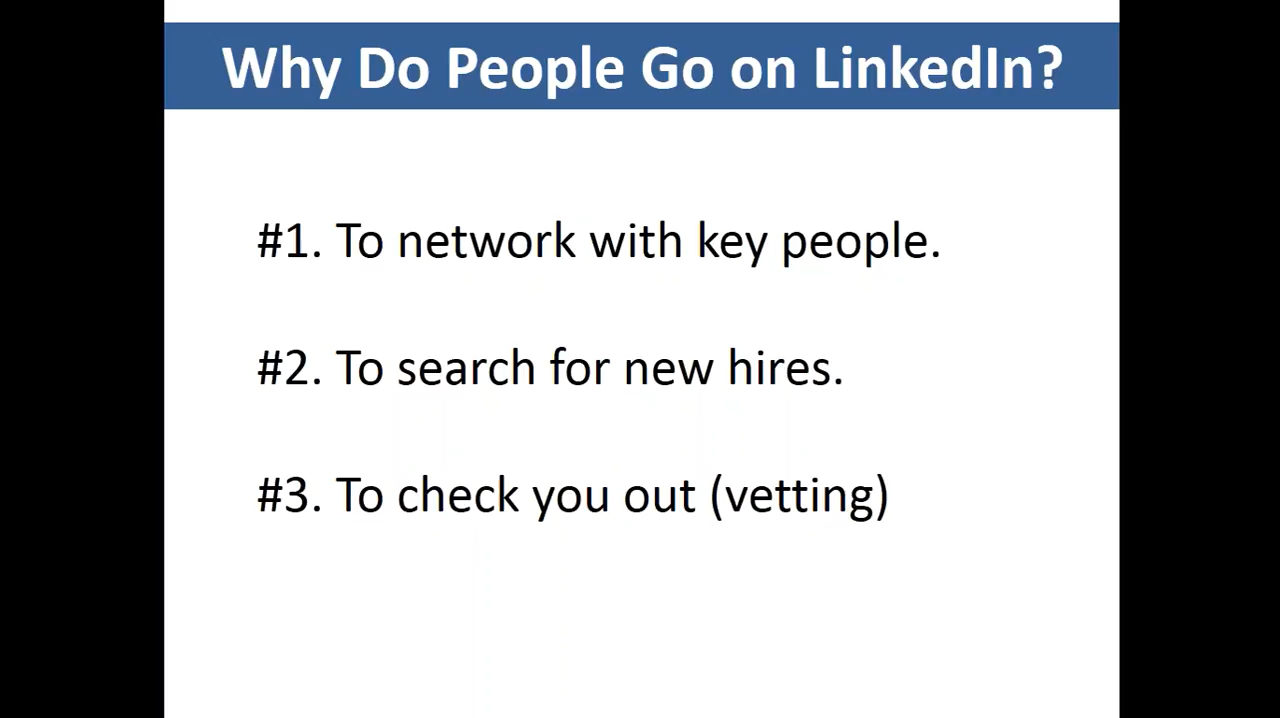 Why Do People Go on LinkedIn?
#1. To network with key people.
#2. To search for new hires.
#3. To check you out (vetting)